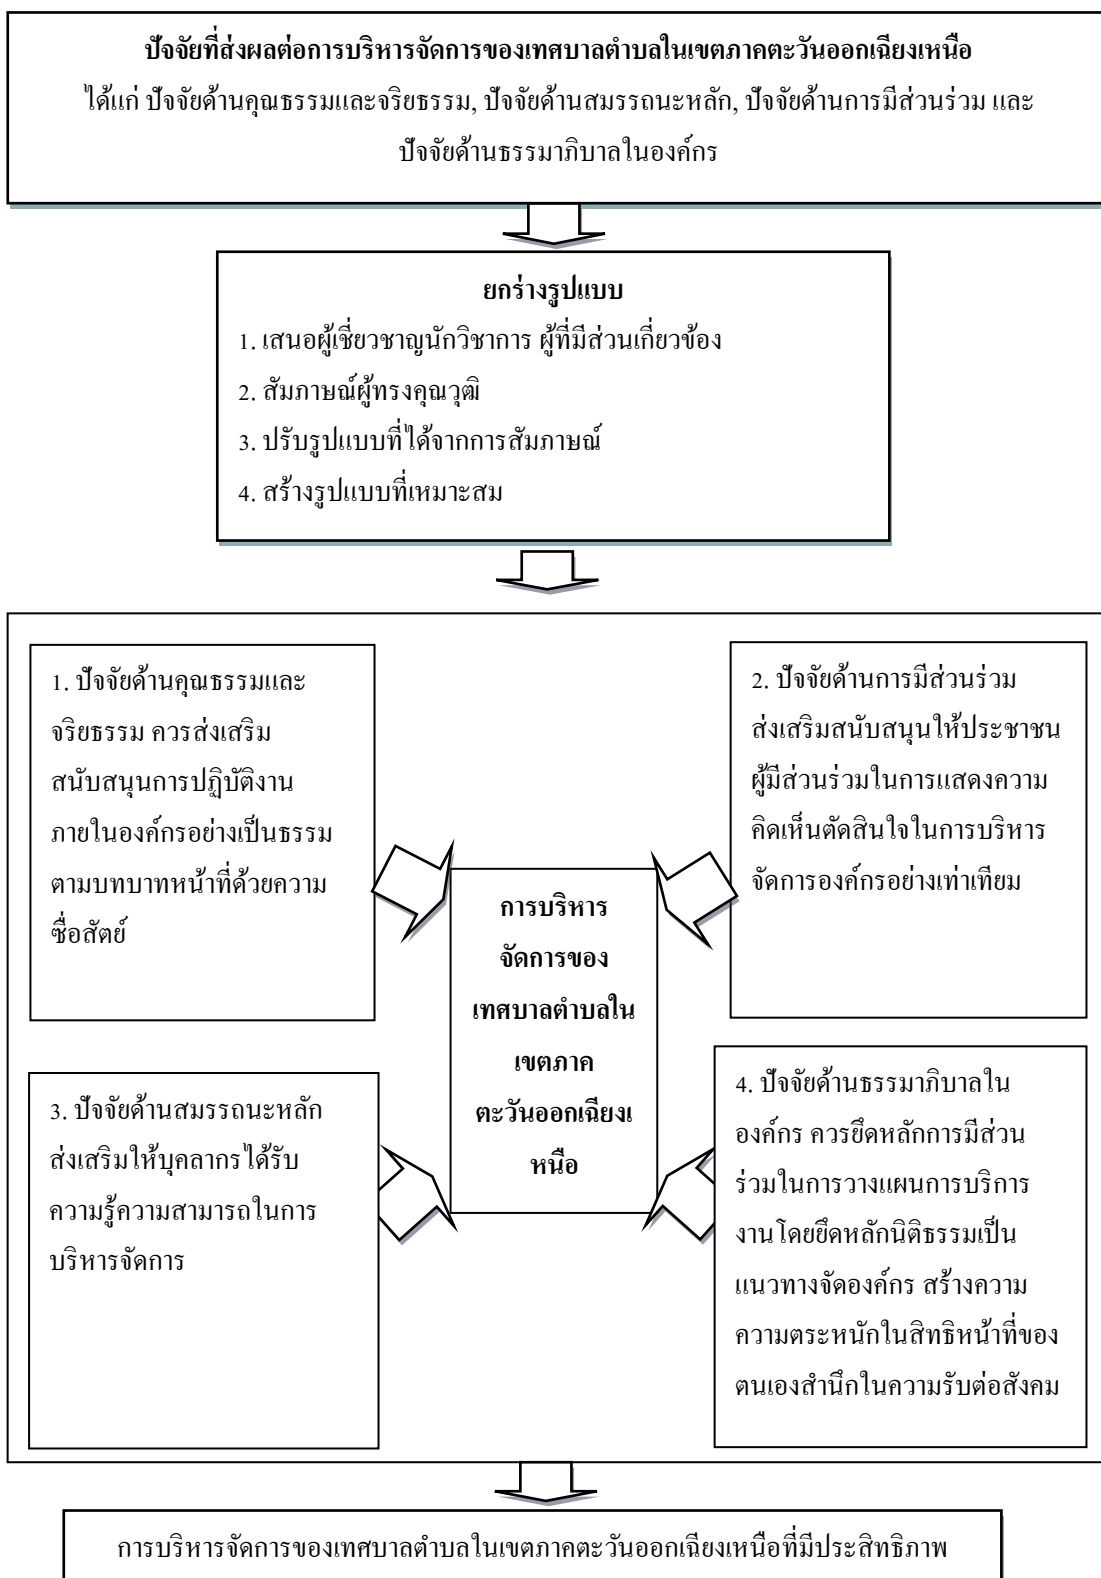 ปัจจัยที่ส่งผลต่อการบริหารจัดการของเทศบาลตำบลในเขตภาคตะวันออกเฉียงเหนือ
ได้แก่ ปัจจัยด้านคุณธรรมและจริยธรรม, ปัจจัยด้านสมรรถนะหลัก, ปัจจัยด้านการมีส่วนร่วม และ
ปัจจัยด้านธรรมาภิบาลในองค์กร
ยกร่างรูปแบบ
1. เสนอผู้เชี่ยวชาญนักวิชาการ ผู้ที่มีส่วนเกี่ยวข้อง
2. สัมภาษณ์ผู้ทรงคุณวุฒิ
3. ปรับรูปแบบที่ได้จากการสัมภาษณ์
4. สร้างรูปแบบที่เหมาะสม
1. ปัจจัยด้านคุณธรรมและ
จริยธรรม ควรส่งเสริม
สนับสนุนการปฏิบัติงาน
ภายในองค์กรอย่างเป็นธรรม
ตามบทบาทหน้าที่ด้วยความ
ซื่อสัตย์
2. ปัจจัยด้านการมีส่วนร่วม
ส่งเสริมสนับสนุนให้ประชาชน
ผู้มีส่วนร่วมในการแสดงความ
คิดเห็นตัดสินใจในการบริหาร
จัดการองค์กรอย่างเท่าเทียม
การบริหาร
จัดการของ
เทศบาลตำบลใน
เขตภาค
ตะวันออกเฉียงเ
หนือ
3. ปัจจัยด้านสมรรถนะหลัก
ส่งเสริมให้บุคลากรได้รับ
ความรู้ความสามารถในการ
บริหารจัดการ
4. ปัจจัยด้านธรรมาภิบาลใน
องค์กร ควรยึดหลักการมีส่วน
ร่วมในการวางแผนการบริการ
งานโดยยึดหลักนิติธรรมเป็น
แนวทางจัดองค์กร สร้างความ
ความตระหนักในสิทธิหน้าที่ของ
ตนเองสำนึกในความรับต่อสังคม
การบริหารจัดการของเทศบาลตำบลในเขตภาคตะวันออกเฉียงเหนือที่มีประสิทธิภาพ